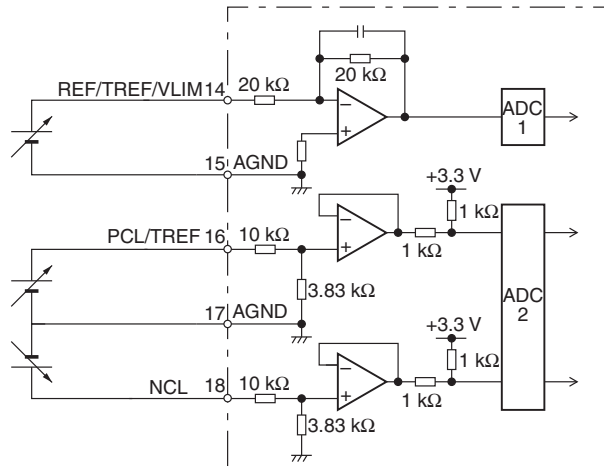 REF/TREF/VLIM 14
20 kΩ
20 kΩ
−
+
ADC
1
15 AGND
+3.3 V
PCL/TREF 16
10 kΩ
−
+
1 kΩ
1 kΩ
3.83 kΩ
17 AGND
ADC
2
+3.3 V
NCL 18
10 kΩ
−
+
1 kΩ
1 kΩ
3.83 kΩ